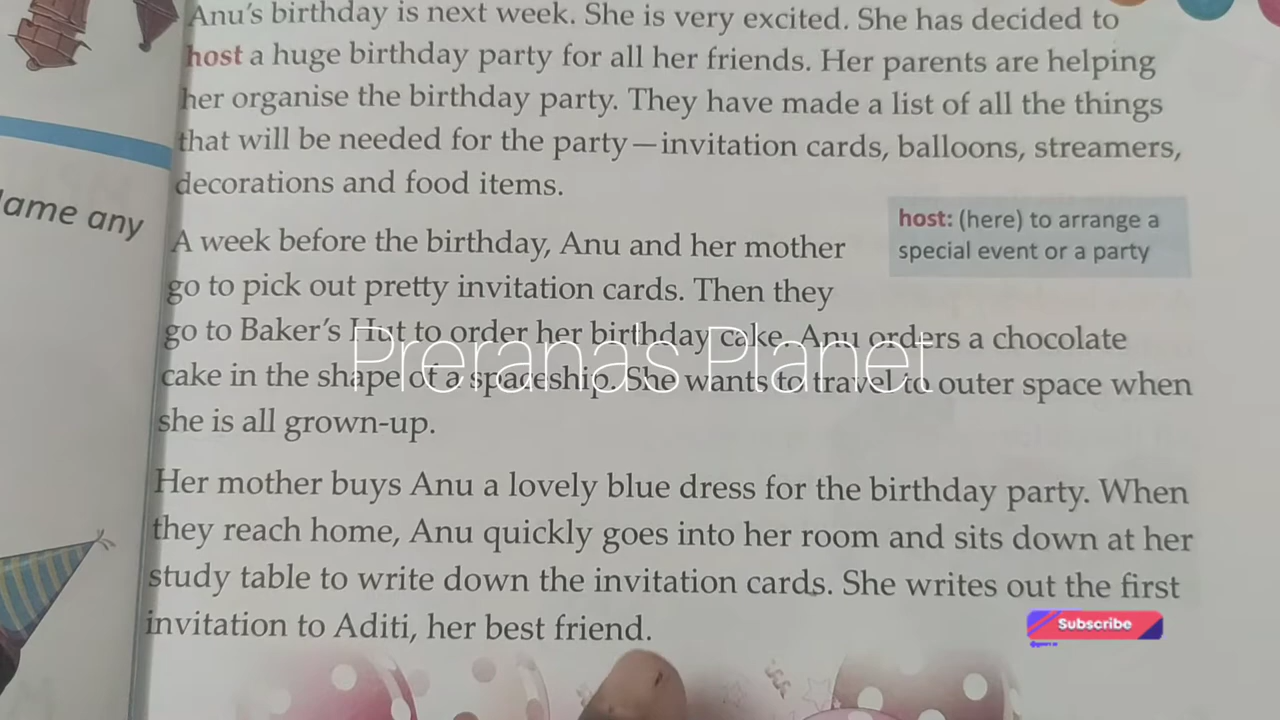 Anu's birthday is next week. She is very excited. She has decided to
host a huge birthday party for all her friends. Her parents are helping
her organise the birthday party. They have made a list of all the things
that will be needed for the party—invitation cards, balloons, streamers,
decorations and food items.
ame any
host: (here) to arrange a
special event or a party
A week before the birthday, Anu and her mother
go to pick out pretty invitation cards. Then they
go to Baker's Hut to order her birthday cake. Anu orders a chocolate
Prerana's Planet
cake in the shape of a spaceship. She wants to travel to outer space when
she is all grown-up.
Her mother buys Anu a lovely blue dress for the birthday party. When
they reach home, Anu quickly goes into her room and sits down at her
study table to write down the invitation cards. She writes out the first
invitation to Aditi, her best friend.
Subscribe